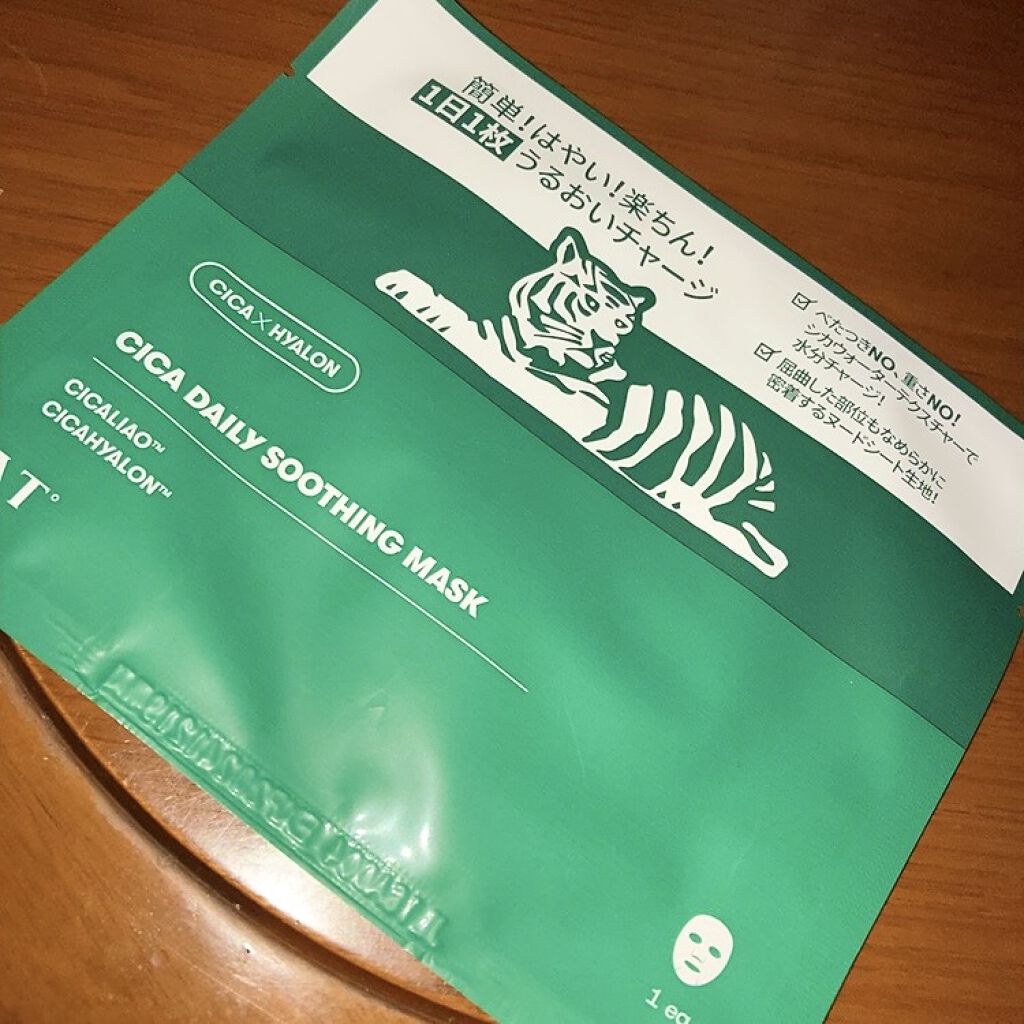 簡単!はやい!楽ちん!
1日1枚うるおいチャージ
べたつきNO、重さNO!
シカウォーターテクスチャーで
水分チャージ!
屈曲した部位もなめらかに
密着するヌードシート生地!
CICA×HYALON
CICA DAILY SOOTHING MASK
CICALIAO™
CICAHYALON™
AT
1 ea